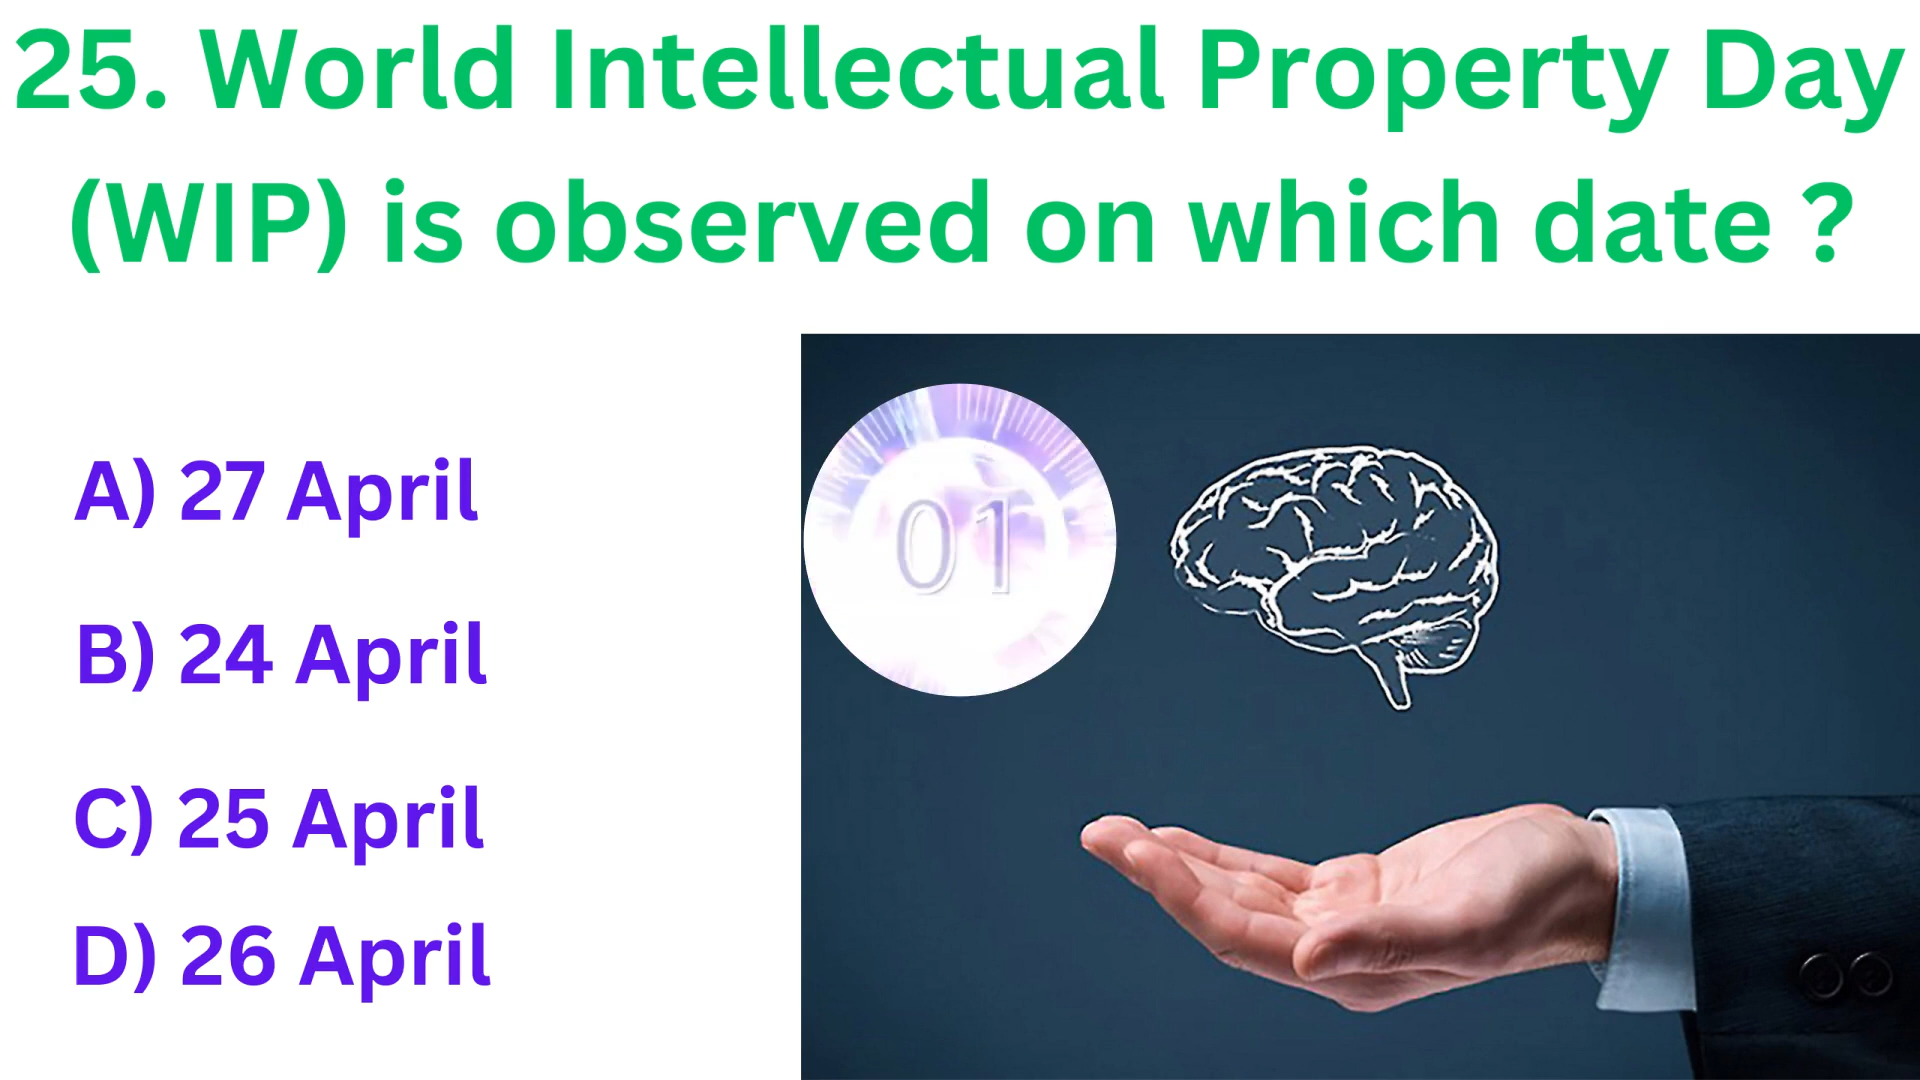 25. World Intellectual Property Day
(WIP) is observed on which date ?
A) 27 April
01
B) 24 April
C) 25 April
D) 26 April